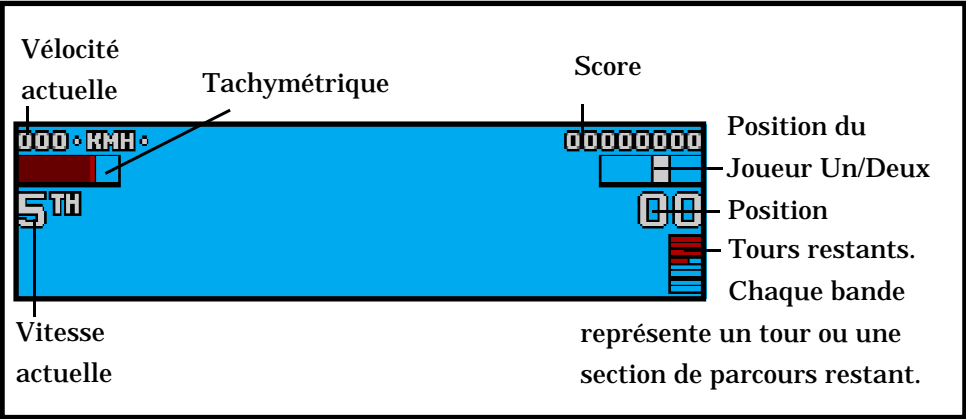 Vélocité
actuelle
Tachymétrique
Score
000·KMH·
00000000
Position du
Joueur Un/Deux
5TH
00
Position
Tours restants.
Chaque bande
représente un tour ou une
section de parcours restant.
Vitesse
actuelle